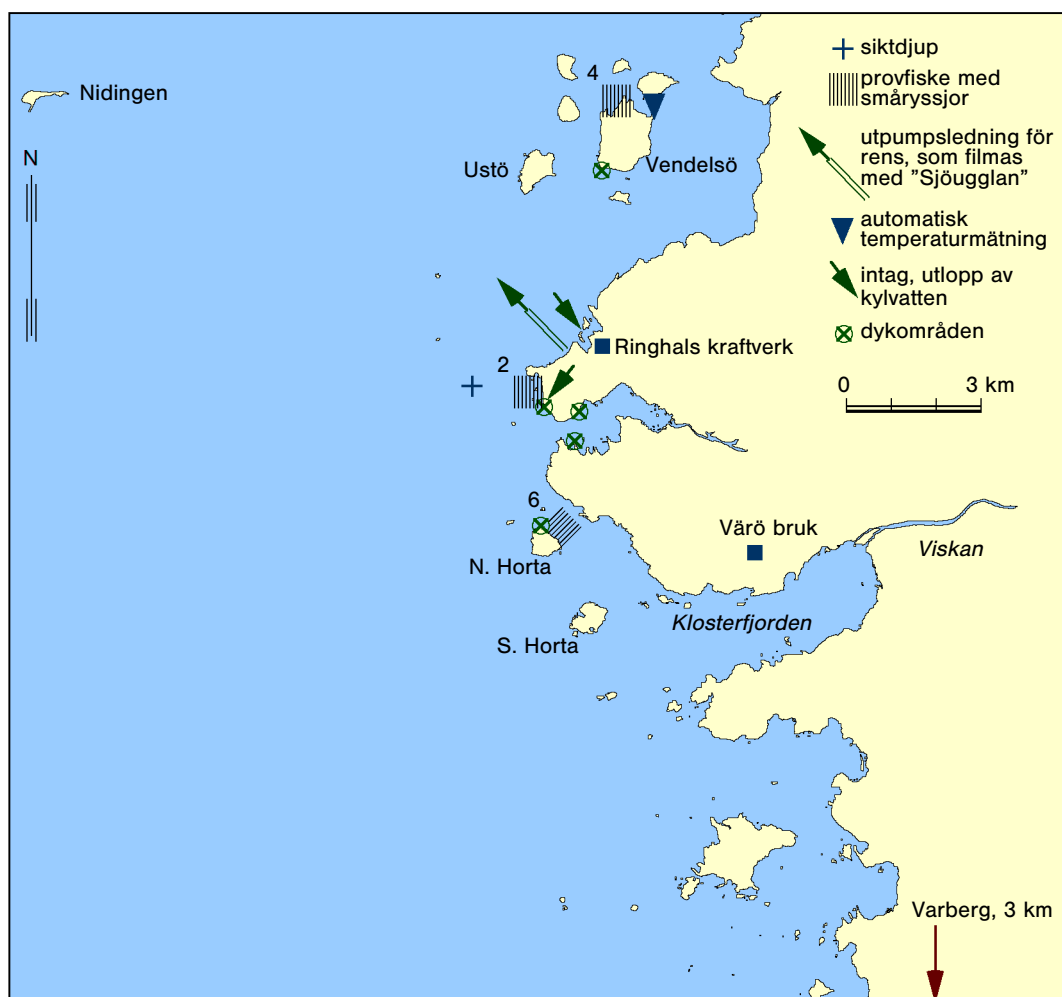 siktdjup
provfiske med
småryssjor
utpumpsledning för
rens, som filmas
med ”Sjöugglan”
automatisk
temperaturmätning
intag, utlopp av
kylvatten
dykområden
0 3 km
4
Nidingen
N
Ustö
Vendelsö
Ringhals kraftverk
2
6
N. Horta
Värö bruk
Viskan
Klosterfjorden
S. Horta
Varberg, 3 km